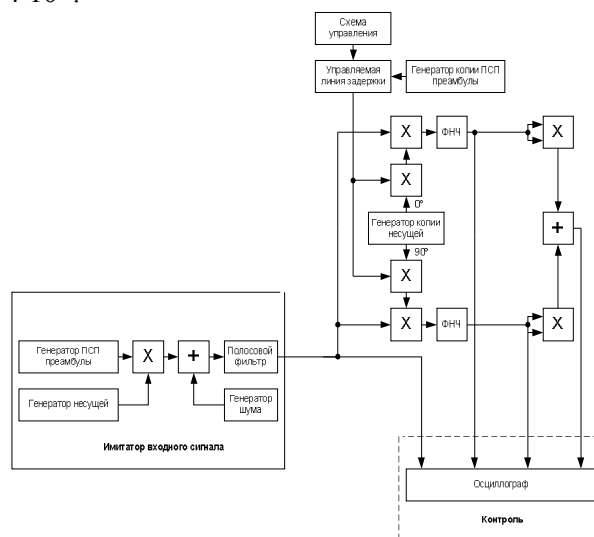 Схема
управления
Управляемая
линия задержки
Генератор копии ПСП
преамбулы
X
ФНЧ
X
X
0°
Генератор копии
несущей
+
90°
X
X
ФНЧ
X
Генератор ПСП
преамбулы
X
+
Полосовой
фильтр
Генератор несущей
Генератор
шума
Имитатор входного сигнала
Осциллограф
Контроль